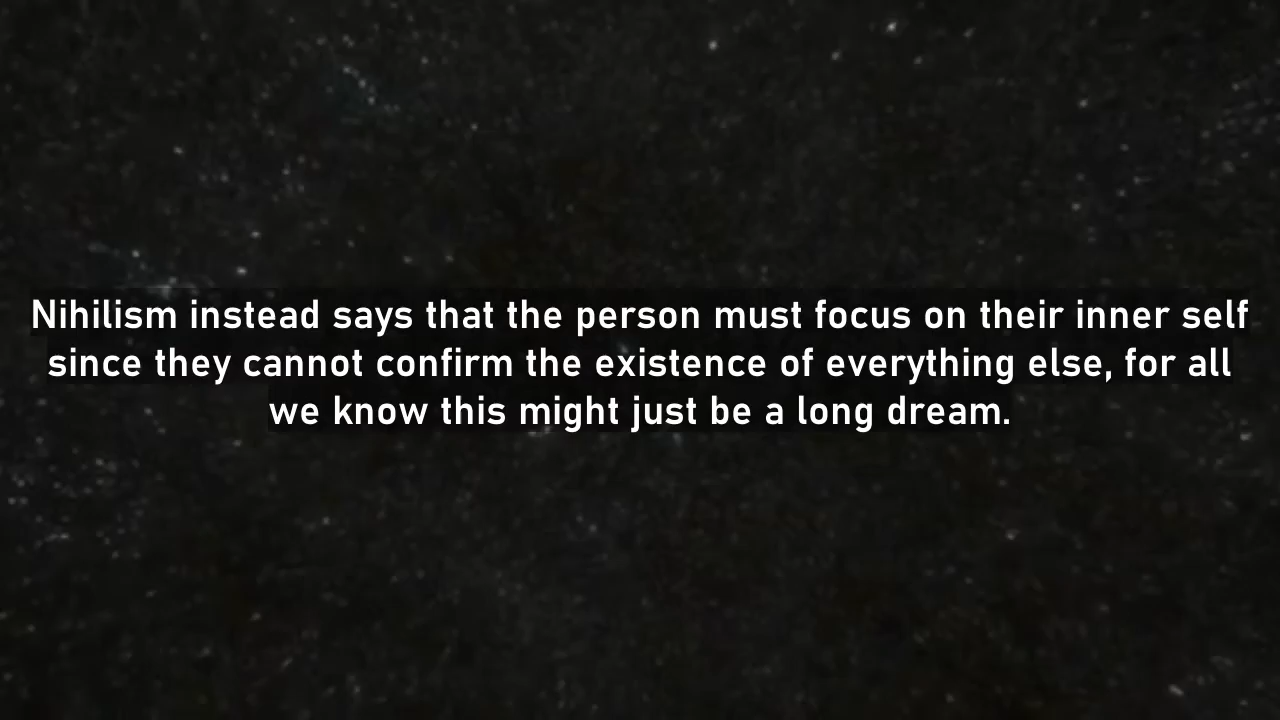 Nihilism instead says that the person must focus on their inner self
since they cannot confirm the existence of everything else, for all
we know this might just be a long dream.